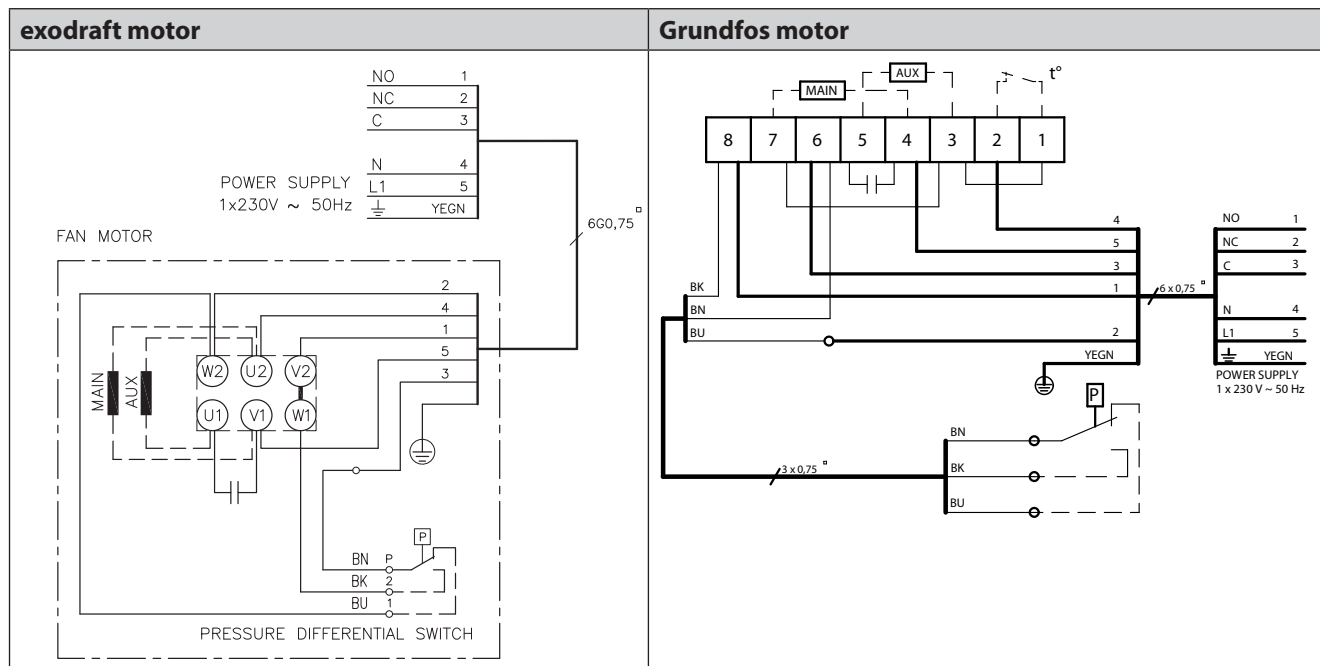 exodraft motor
NO 1
NC 2
C 3
N 4
POWER SUPPLY L1 5
1x230V ~ 50Hz YEGN
6G0,75
FAN MOTOR
2
4
1
5
3
MAIN
AUX
W2 U2 V2
U1 V1 W1
P
BN P
BK 2
BU 1
PRESSURE DIFFERENTIAL SWITCH
Grundfos motor
AUX t°
MAIN
8 7 6 5 4 3 2 1
4
5
3
1
2
YEGN
BK
BN
BU
6 x 0,75
NO 1
NC 2
C 3
N 4
L1 5
YEGN
POWER SUPPLY
1 x 230 V ~ 50 Hz
P
BN
BK
BU
3 x 0,75